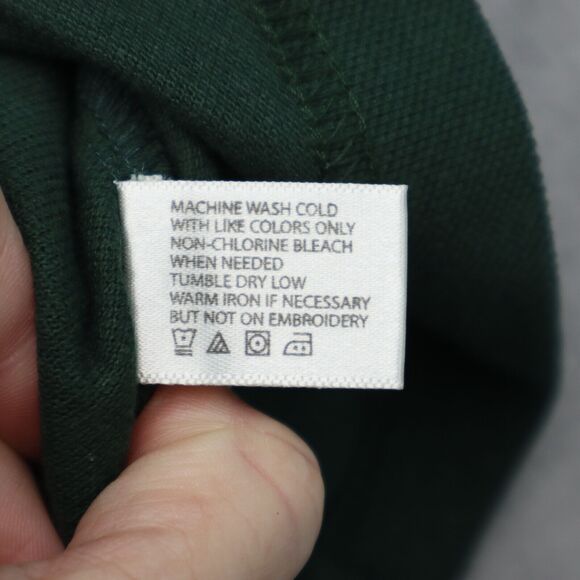 MACHINE WASH COLD
WITH LIKE COLORS ONLY
NON-CHLORINE BLEACH
WHEN NEEDED
TUMBLE DRY LOW
WARM IRON IF NECESSARY
BUT NOT ON EMBROIDERY